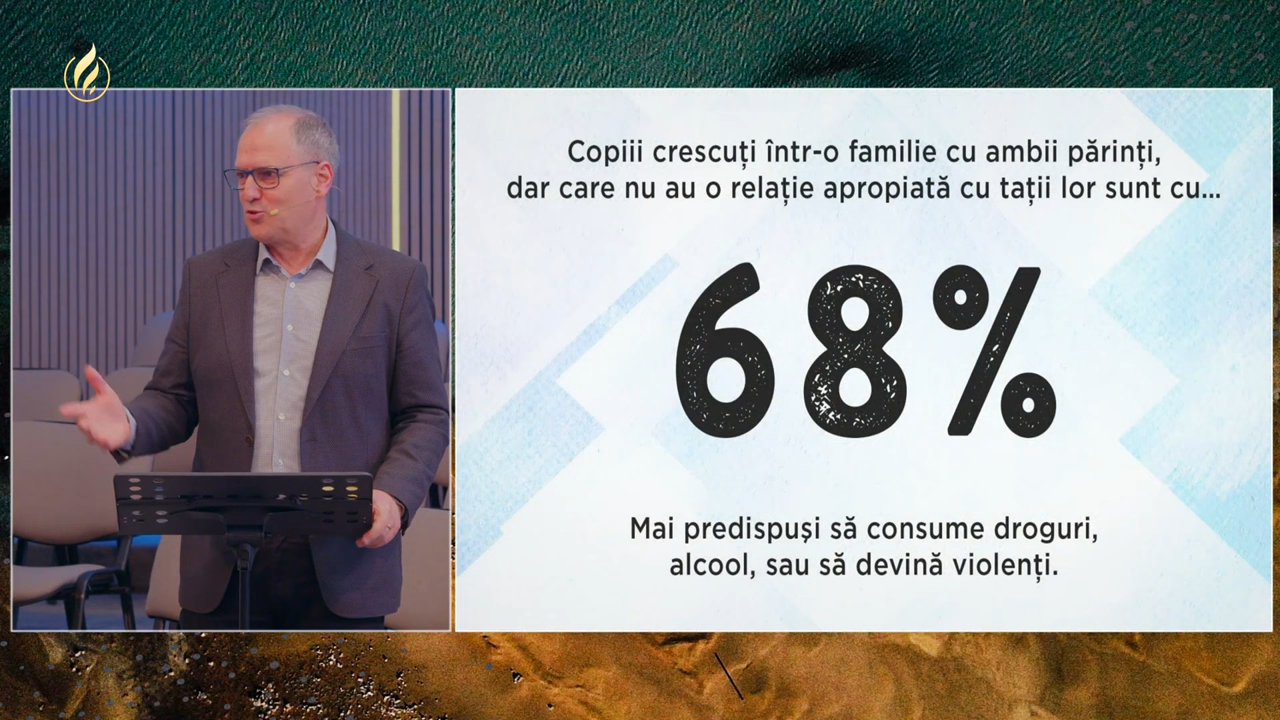 Copiii crescuți într-o familie cu ambii părinți,
dar care nu au o relație apropiată cu tații lor sunt cu...
68%
Mai predispuși să consume droguri,
alcool, sau să devină violenți.